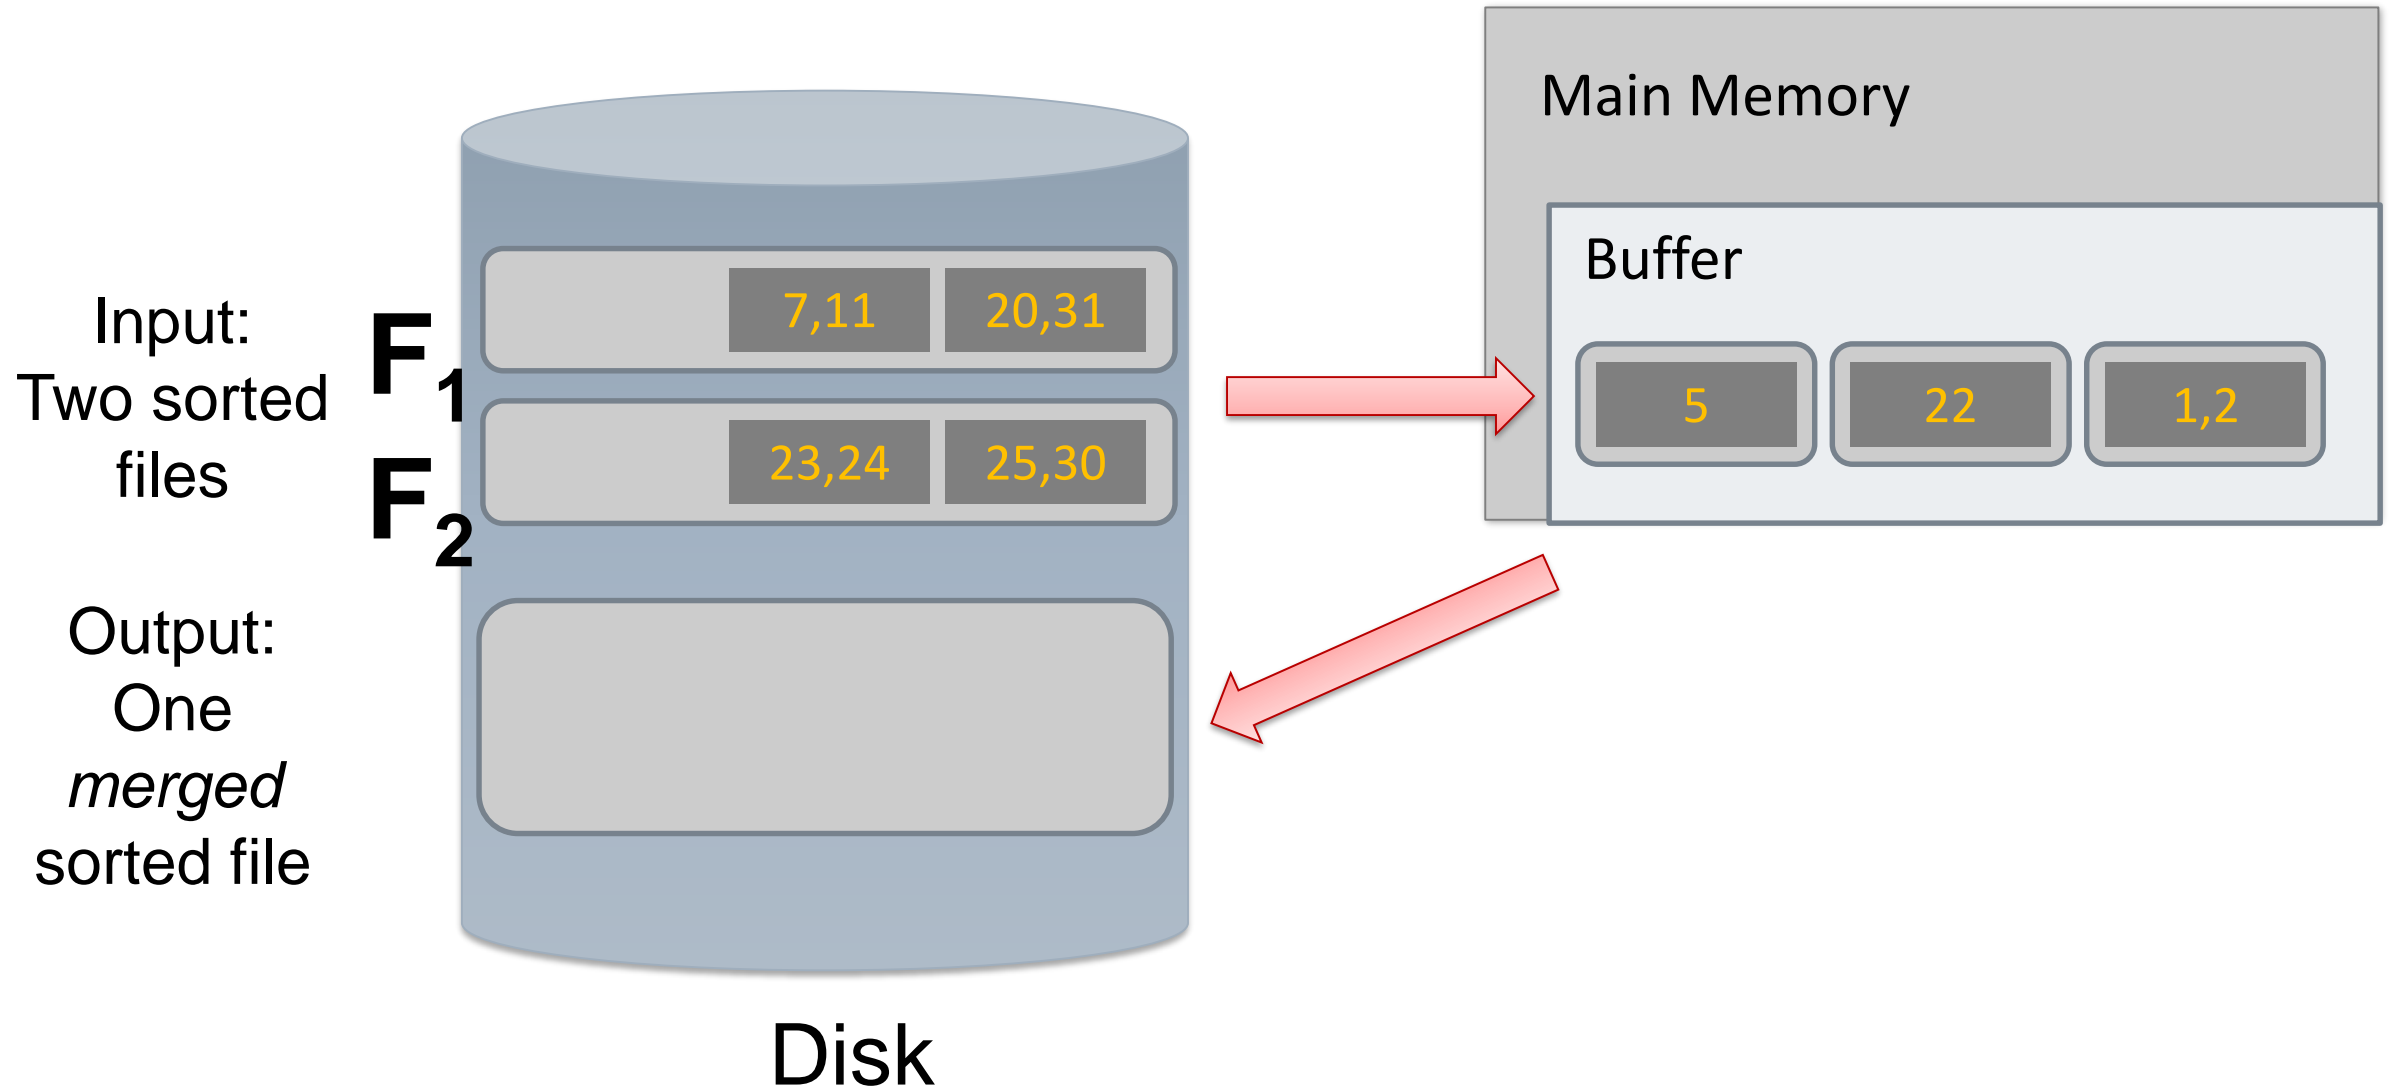 Main Memory
Buffer
5
22
1,2
Input:
Two sorted
files
F1
7,11
20,31
F2
23,24
25,30
Output:
One
merged
sorted file
Disk